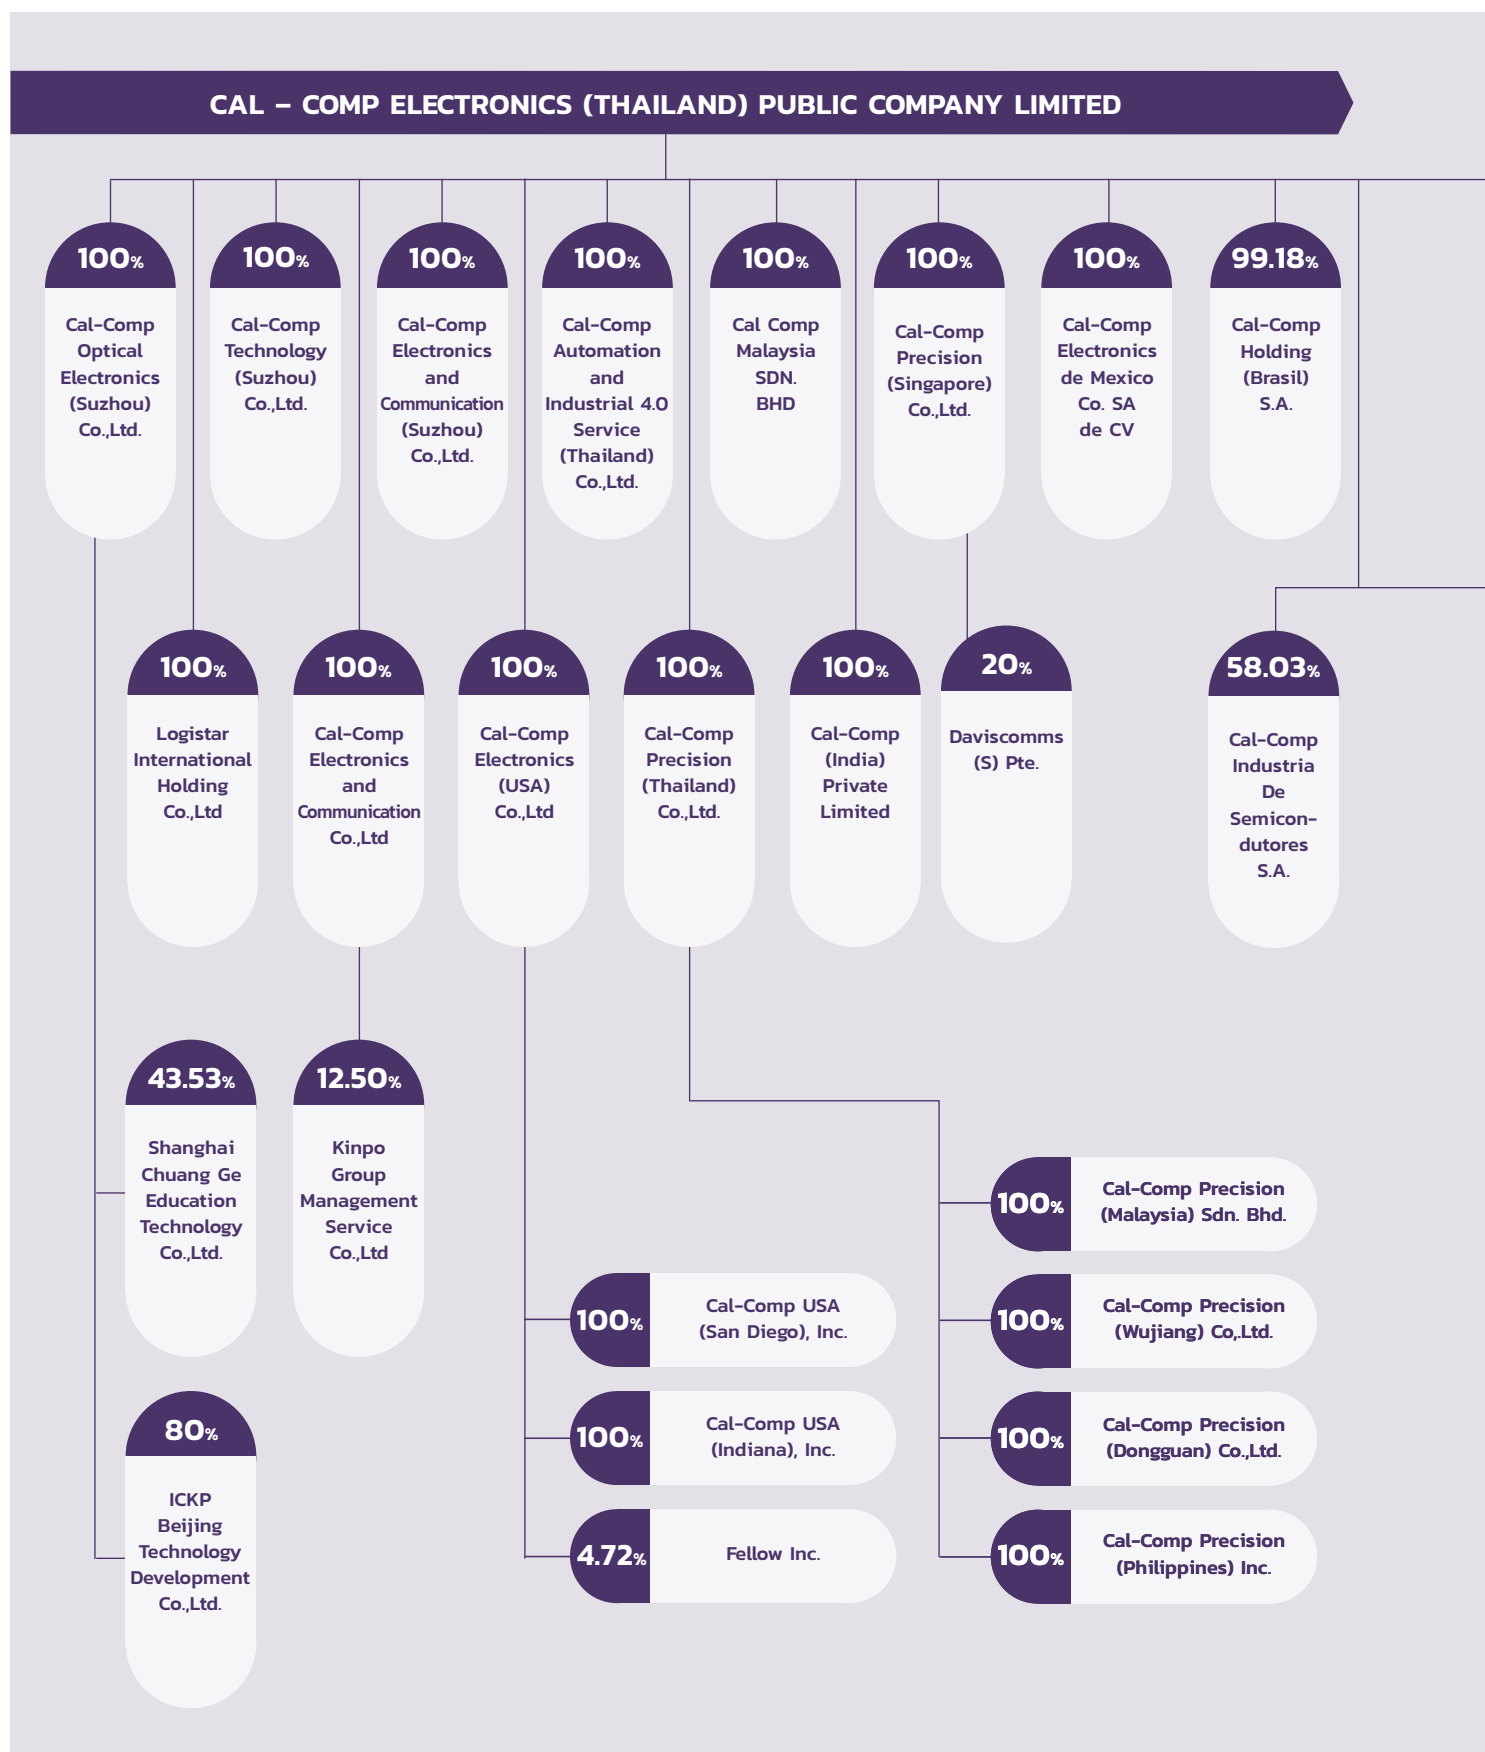 CAL – COMP ELECTRONICS (THAILAND) PUBLIC COMPANY LIMITED
100%
Cal-Comp
Optical
Electronics
(Suzhou)
Co.,Ltd.
100%
Cal-Comp
Technology
(Suzhou)
Co.,Ltd.
100%
Cal-Comp
Electronics
and
Communication
(Suzhou)
Co.,Ltd.
100%
Cal-Comp
Automation
and
Industrial 4.0
Service
(Thailand)
Co.,Ltd.
100%
Cal Comp
Malaysia
SDN.
BHD
100%
Cal-Comp
Precision
(Singapore)
Co.,Ltd.
100%
Cal-Comp
Electronics
de Mexico
Co. SA
de CV
99.18%
Cal-Comp
Holding
(Brasil)
S.A.
100%
Logistar
International
Holding
Co.,Ltd
100%
Cal-Comp
Electronics
and
Communication
Co.,Ltd
100%
Cal-Comp
Electronics
(USA)
Co.,Ltd
100%
Cal-Comp
Precision
(Thailand)
Co.,Ltd.
100%
Cal-Comp
(India)
Private
Limited
20%
Daviscomms
(S) Pte.
58.03%
Cal-Comp
Industria
De
Semicon-
dutores
S.A.
43.53%
Shanghai
Chuang Ge
Education
Technology
Co.,Ltd.
12.50%
Kinpo
Group
Management
Service
Co.,Ltd
80%
ICKP
Beijing
Technology
Development
Co.,Ltd.
100%
Cal-Comp USA
(San Diego), Inc.
100%
Cal-Comp USA
(Indiana), Inc.
4.72%
Fellow Inc.
100%
Cal-Comp Precision
(Malaysia) Sdn. Bhd.
100%
Cal-Comp Precision
(Wujiang) Co,.Ltd.
100%
Cal-Comp Precision
(Dongguan) Co.,Ltd.
100%
Cal-Comp Precision
(Philippines) Inc.